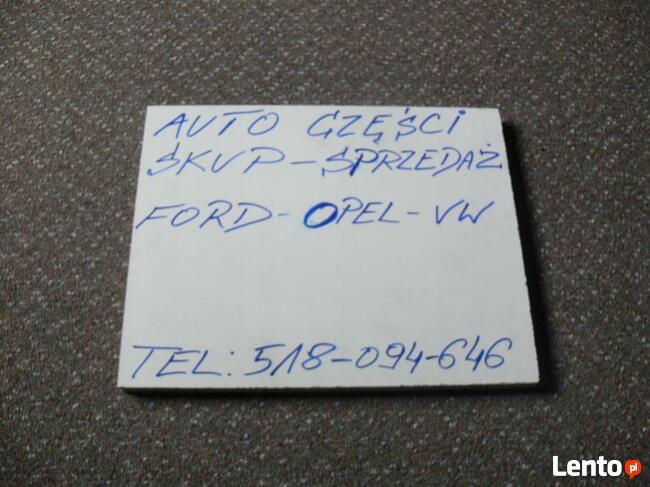 AUTO CZĘŚCI
SKUP-SPRZEDAŻ
FORD-OPEL-VW
TEL: 518-094-646
Lento.pl